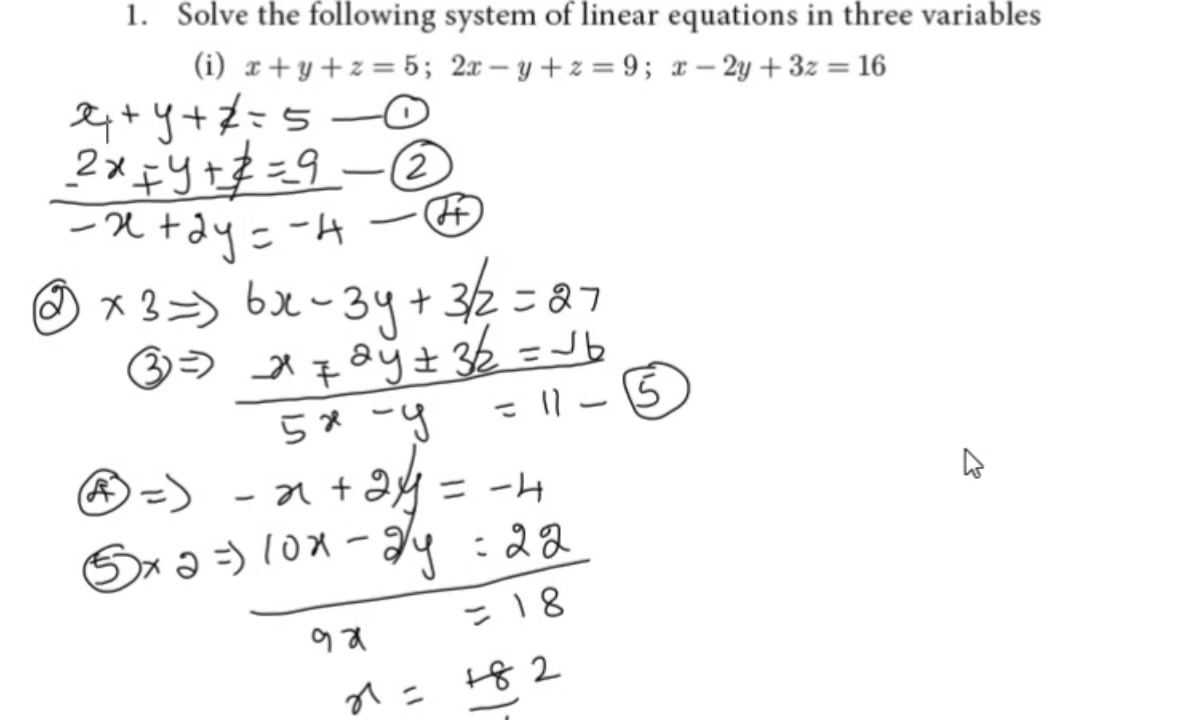 1. Solve the following system of linear equations in three variables
(i) x + y + z = 5; 2x − y + z = 9; x − 2y + 3z = 16
x + y + z = 5 — ①
2x − y + z = 9 — ②
−x + 2y = −4 — ④
② × 3 ⇒ 6x − 3y + 3z = 27
③ ⇒ x − 2y + 3z = 16
5x − y = 11 — ⑤
④ ⇒ − x + 2y = −4
⑤ × 2 ⇒ 10x − 2y = 22
9x = 18
x = 18 2